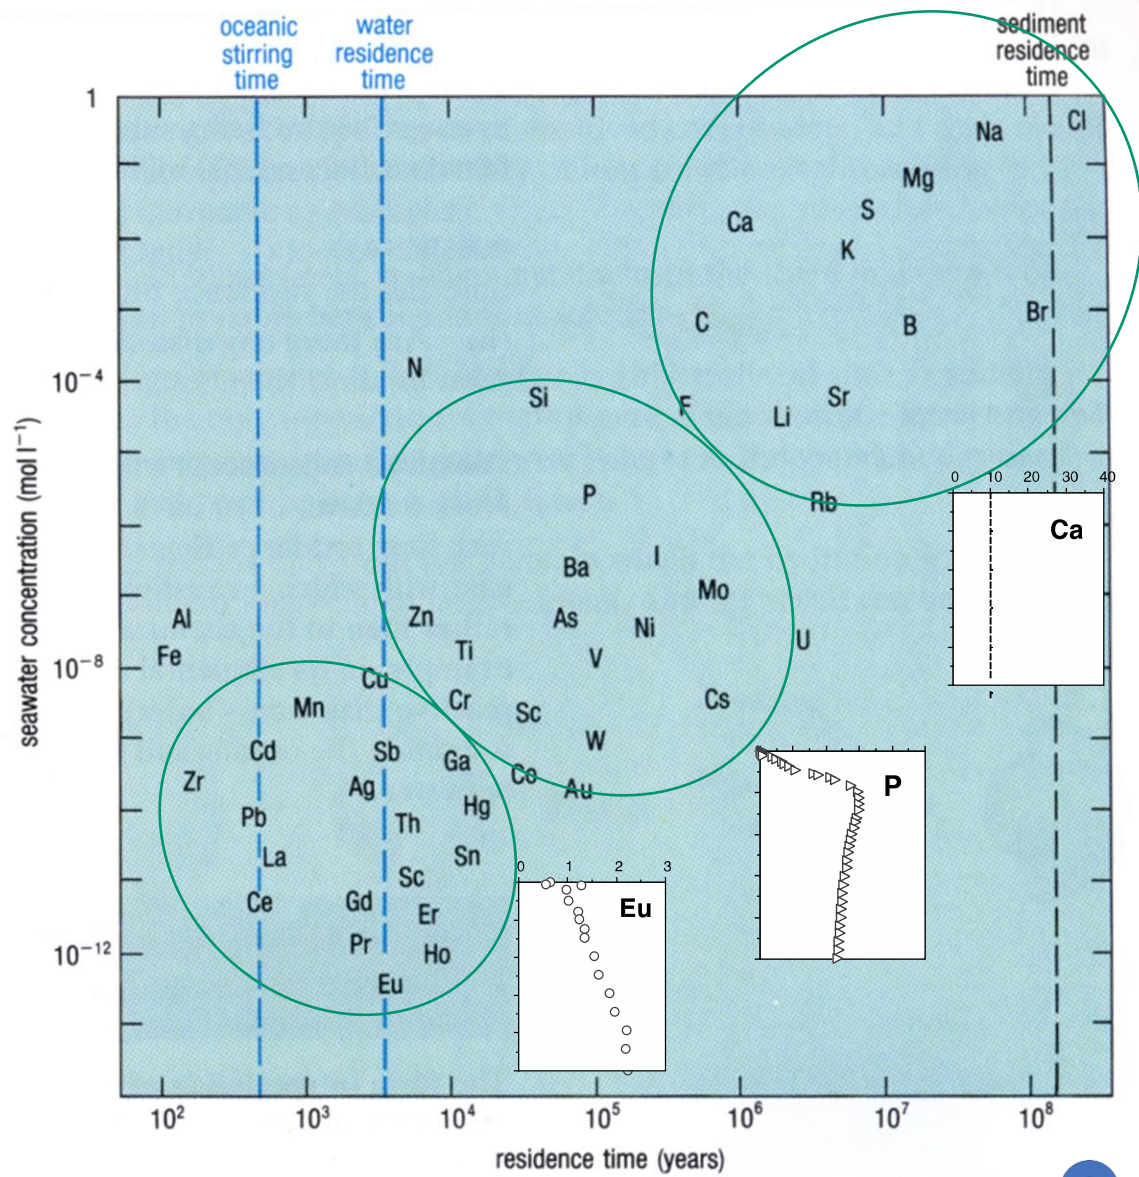 oceanic
stirring
time
water
residence
time
sediment
residence
time
1
10−4
10−8
10−12
seawater concentration (mol l−1)
Cl
Na
Mg
S
Ca
K
Br
C
B
N
Si
F
Sr
Li
P
Rb
I
Ba
Mo
Al
Zn
As
Ni
U
Fe
Ti
V
Cu
Cs
Mn
Cr
Sc
W
Cd
Sb
Ga
Co
Zr
Ag
Au
Hg
Pb
Th
La
Sn
Sc
Ce
Gd
Er
Pr
Ho
Eu
0 10 20 30 40
Ca
P
0 1 2 3
Eu
10² 10³ 10⁴ 10⁵ 10⁶ 10⁷ 10⁸
residence time (years)